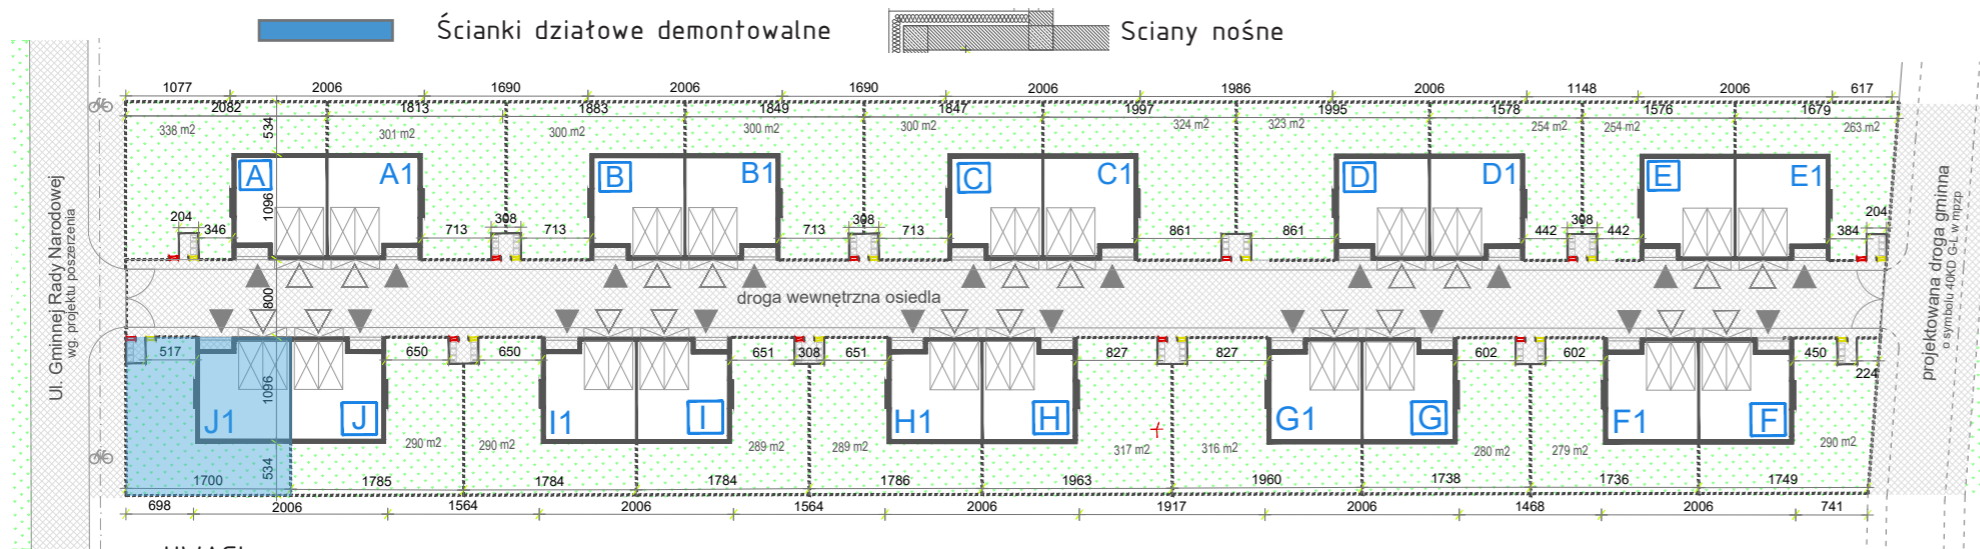 Ścianki działowe demontowalne
Sciany nośne
1077 2006 1690 2006 1690 2006 1986 2006 1148 2006 617
2082 1813 1883 1849 1847 1997 1995 1578 1576 1679
338 m2 534 301 m2 300 m2 300 m2 300 m2 324 m2 323 m2 254 m2 254 m2 263 m2
A A1 B B1 C C1 D D1 E E1
1096
204 308 308 308 204
346 713 713 713 713 861 861 442 442 384
Ul. Gminnej Rady Narodowej
wg. projektu poszerzenia
800
droga wewnętrzna osiedla
projektowana droga gminna
o symbolu 40KD G-L w mpzp
517 650 650 651 308 651 827 827 602 602 450
224
1096
J1 J I1 I H1 H G1 G F1 F
290 m2 290 m2 289 m2 289 m2 317 m2 316 m2 280 m2 279 m2 290 m2
534
1700 1785 1784 1784 1786 1963 1960 1738 1736 1749
698 2006 1564 2006 1564 2006 1917 2006 1468 2006 741